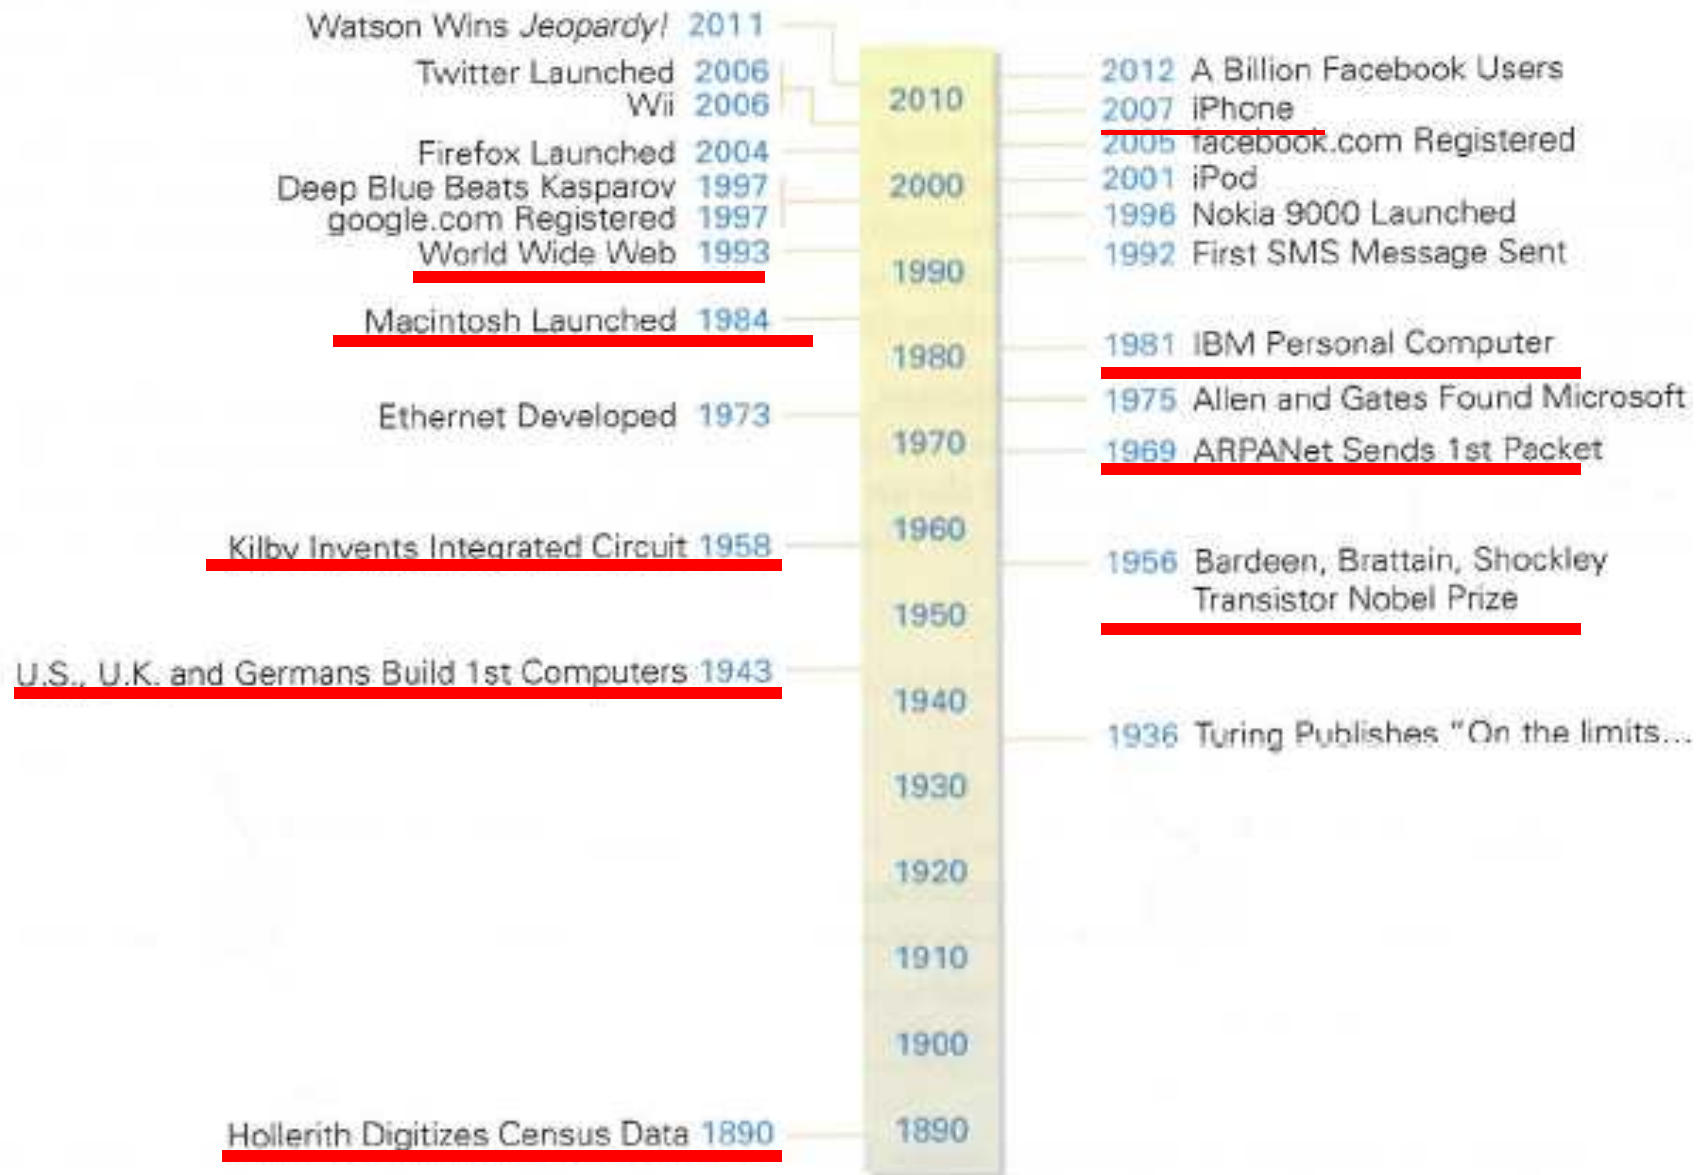 Watson Wins Jeopardy! 2011
Twitter Launched 2006
Wii 2006
Firefox Launched 2004
Deep Blue Beats Kasparov 1997
google.com Registered 1997
World Wide Web 1993
Macintosh Launched 1984
Ethernet Developed 1973
Kilby Invents Integrated Circuit 1958
U.S., U.K. and Germans Build 1st Computers 1943
Hollerith Digitizes Census Data 1890
2010
2000
1990
1980
1970
1960
1950
1940
1930
1920
1910
1900
1890
2012 A Billion Facebook Users
2007 iPhone
2005 facebook.com Registered
2001 iPod
1996 Nokia 9000 Launched
1992 First SMS Message Sent
1981 IBM Personal Computer
1975 Allen and Gates Found Microsoft
1969 ARPANet Sends 1st Packet
1956 Bardeen, Brattain, Shockley
Transistor Nobel Prize
1936 Turing Publishes "On the limits...